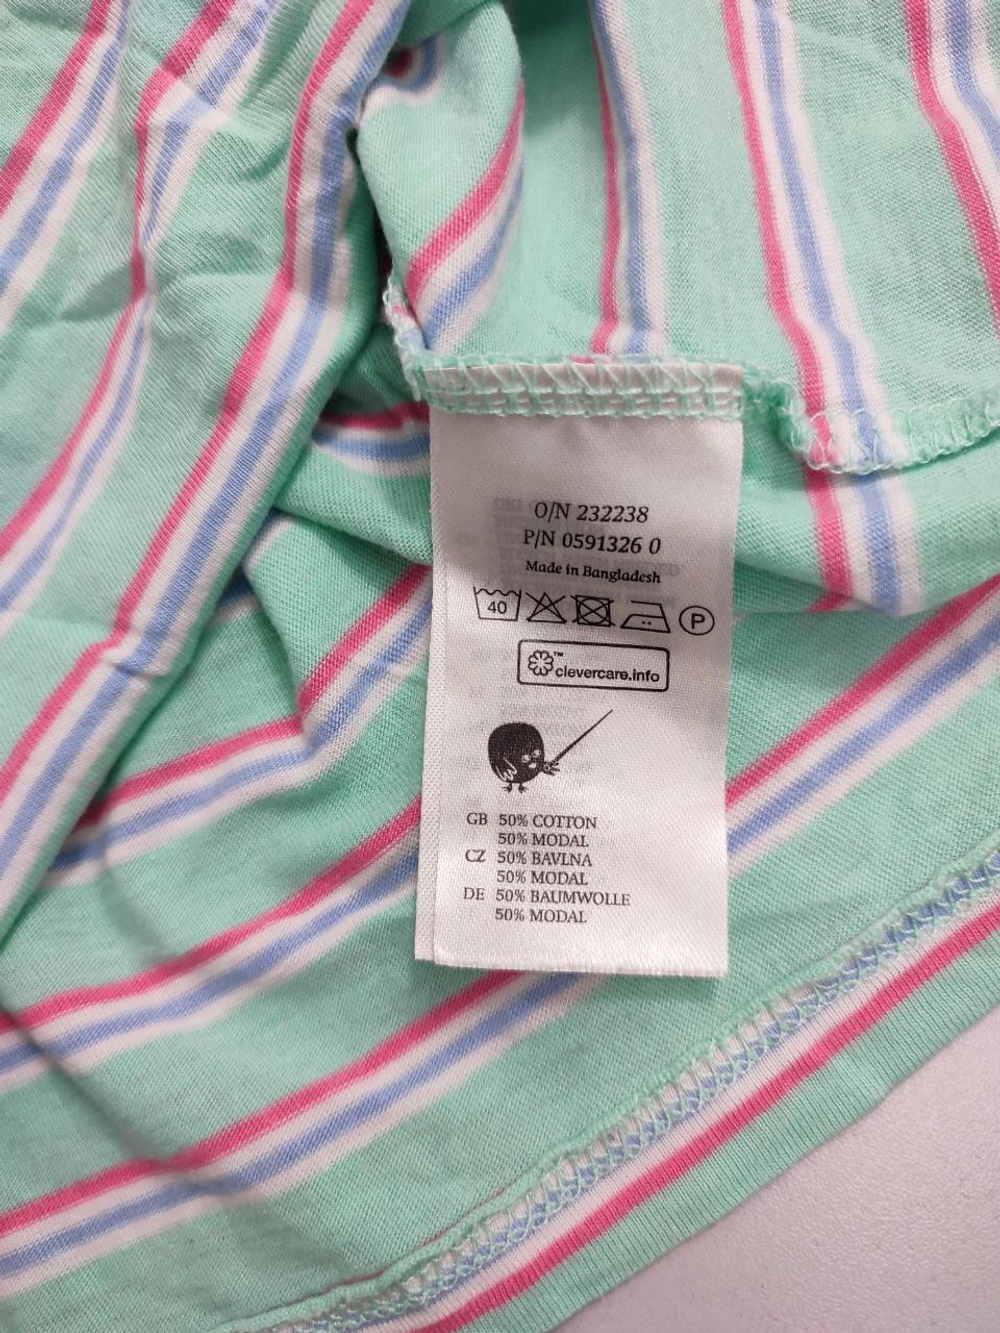 O/N 232238
P/N 0591326 0
Made in Bangladesh
40 P
™
clevercare.info
GB 50% COTTON
50% MODAL
CZ 50% BAVLNA
50% MODAL
DE 50% BAUMWOLLE
50% MODAL